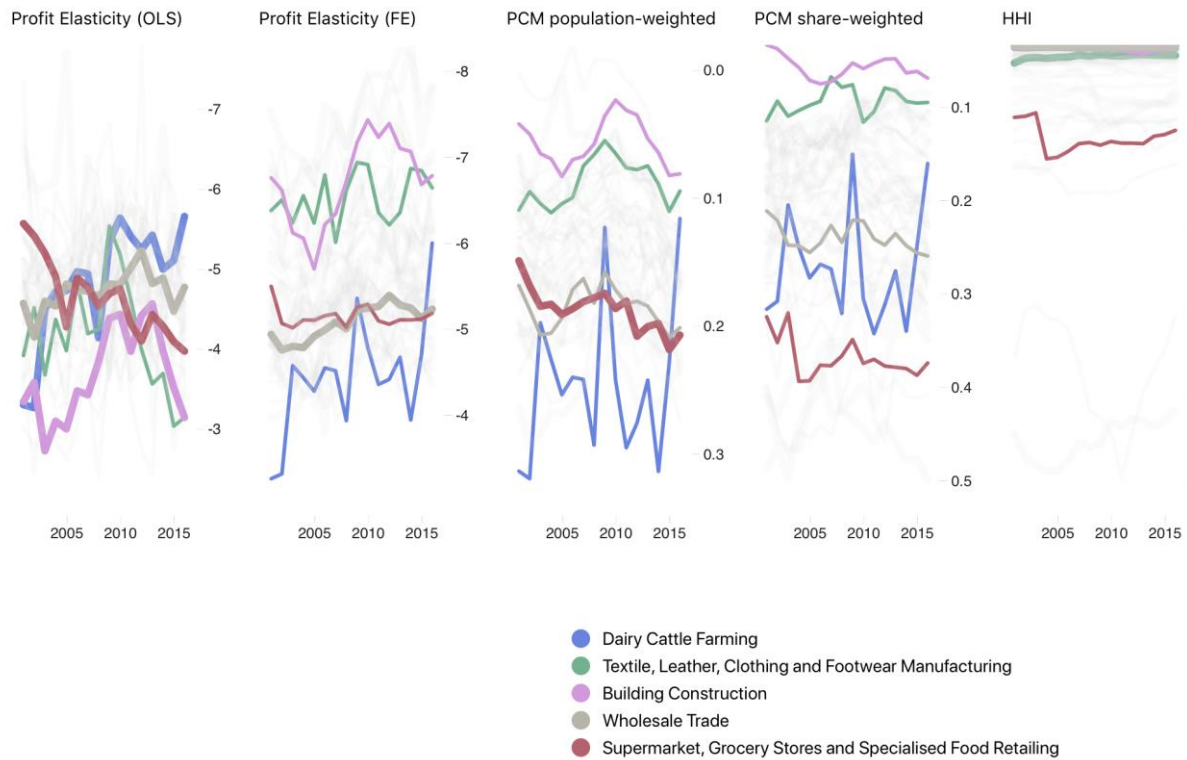 Profit Elasticity (OLS)
Profit Elasticity (FE)
PCM population-weighted
PCM share-weighted
HHI
-7
-6
-5
-4
-3
2005 2010 2015
-8
-7
-6
-5
-4
2005 2010 2015
0.0
0.1
0.2
0.3
2005 2010 2015
0.1
0.2
0.3
0.4
0.5
2005 2010 2015
2005 2010 2015
Dairy Cattle Farming
Textile, Leather, Clothing and Footwear Manufacturing
Building Construction
Wholesale Trade
Supermarket, Grocery Stores and Specialised Food Retailing